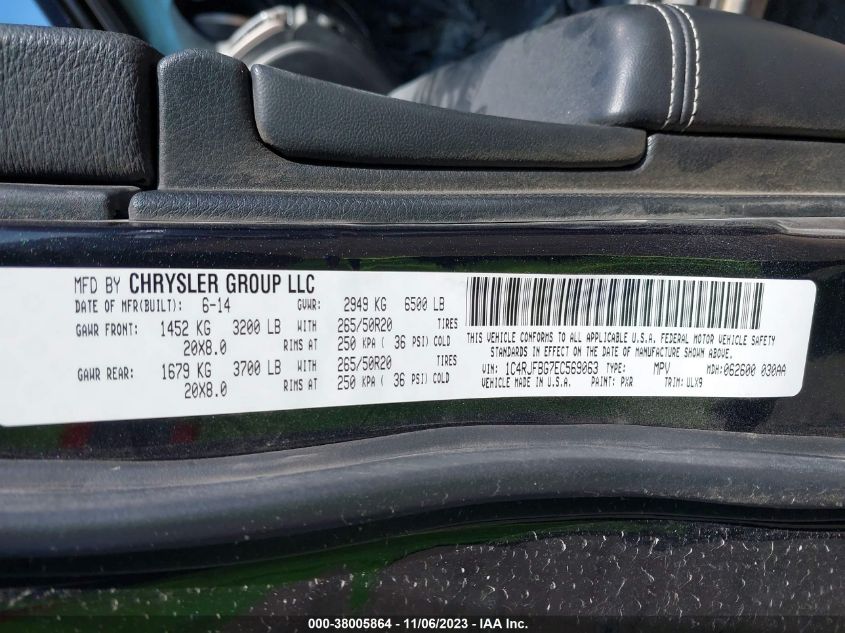 MFD BY CHRYSLER GROUP LLC
DATE OF MFR(BUILT): 6-14 GVWR: 2949 KG 6500 LB
GAWR FRONT: 1452 KG 3200 LB WITH 265/50R20 TIRES
20X8.0 RIMS AT 250 KPA ( 36 PSI) COLD
GAWR REAR: 1679 KG 3700 LB WITH 265/50R20 TIRES
20X8.0 RIMS AT 250 KPA ( 36 PSI) COLD
THIS VEHICLE CONFORMS TO ALL APPLICABLE U.S.A. FEDERAL MOTOR VEHICLE SAFETY
STANDARDS IN EFFECT ON THE DATE OF MANUFACTURE SHOWN ABOVE.
VIN: 1C4RJFBG7EC569063 TYPE: MPV MDH:062600 030AA
VEHICLE MADE IN U.S.A. PAINT: PXR TRIM: ULX9
000-38005864 - 11/06/2023 - IAA Inc.